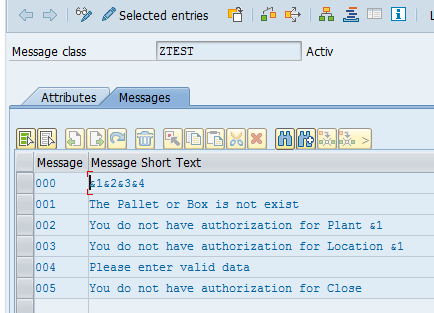 Selected entries
Message class ZTEST Activ
Attributes Messages
Message Message Short Text
000 &1&2&3&4
001 The Pallet or Box is not exist
002 You do not have authorization for Plant &1
003 You do not have authorization for Location &1
004 Please enter valid data
005 You do not have authorization for Close